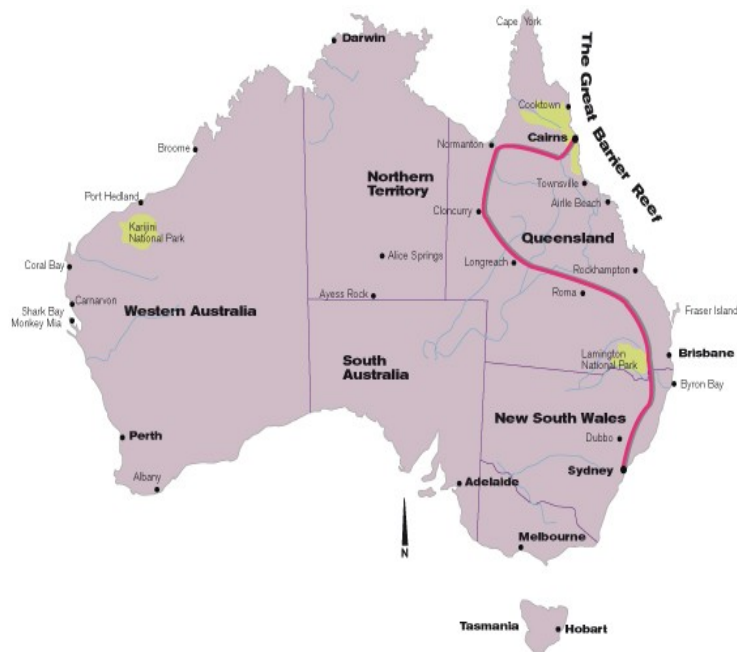 Cape York
Darwin
The Great Barrier Reef
Cooktown
Cairns
Normanton
Broome
Northern
Territory
Townsville
Port Hedland
Airlle Beach
Cloncurry
Karijini
National Park
Queensland
Alice Springs
Longreach
Coral Bay
Rockhampton
Ayess Rock
Roma
Carnarvon
Shark Bay
Monkey Mia
Western Australia
Fraser Island
South
Australia
Lamington
National Park
Brisbane
Byron Bay
New South Wales
Perth
Dubbo
Sydney
Albany
Adelaide
N
Melbourne
Tasmania
Hobart